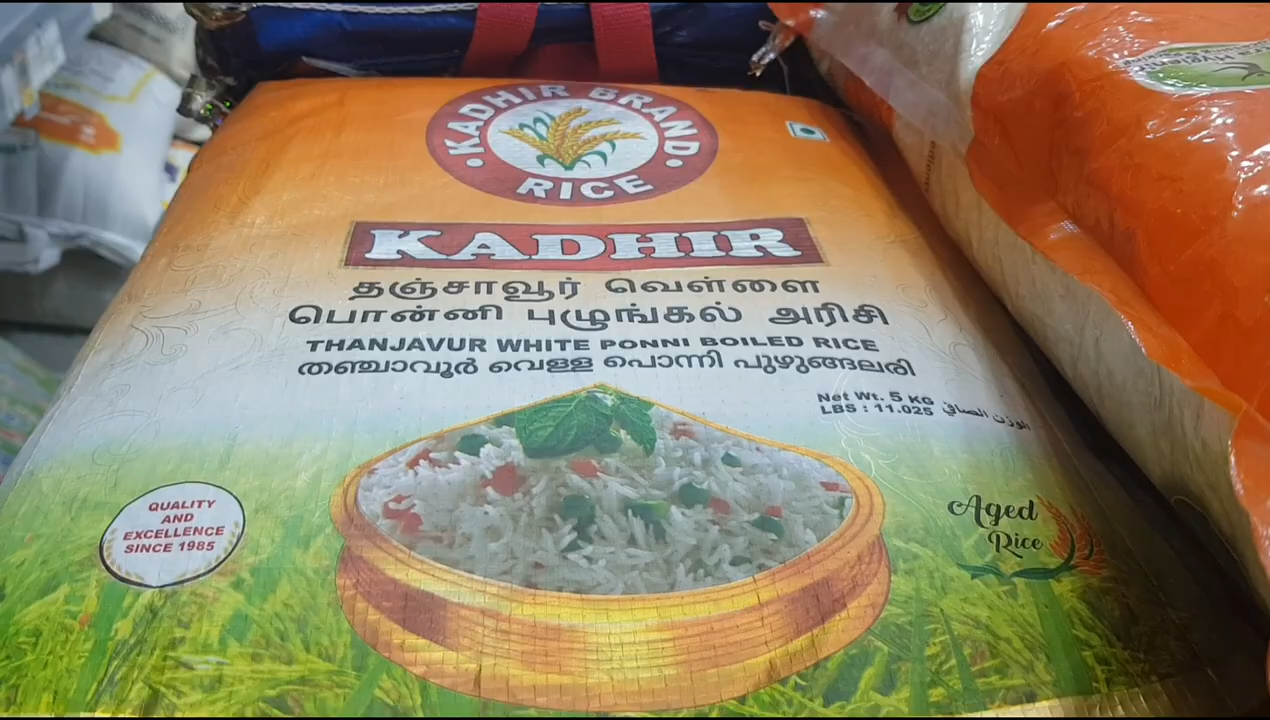 KADHIR BRAND
RICE
KADHIR
தஞ்சாவூர் வெள்ளை
பொன்னி புழுங்கல் அரிசி
THANJAVUR WHITE PONNI BOILED RICE
തഞ്ചാവൂർ വെള്ള പൊന്നി പുഴുങ്ങലരി
Net Wt. 5 KG
LBS : 11.025 الوزن الصافي
QUALITY
AND
EXCELLENCE
SINCE 1985
Aged
Rice